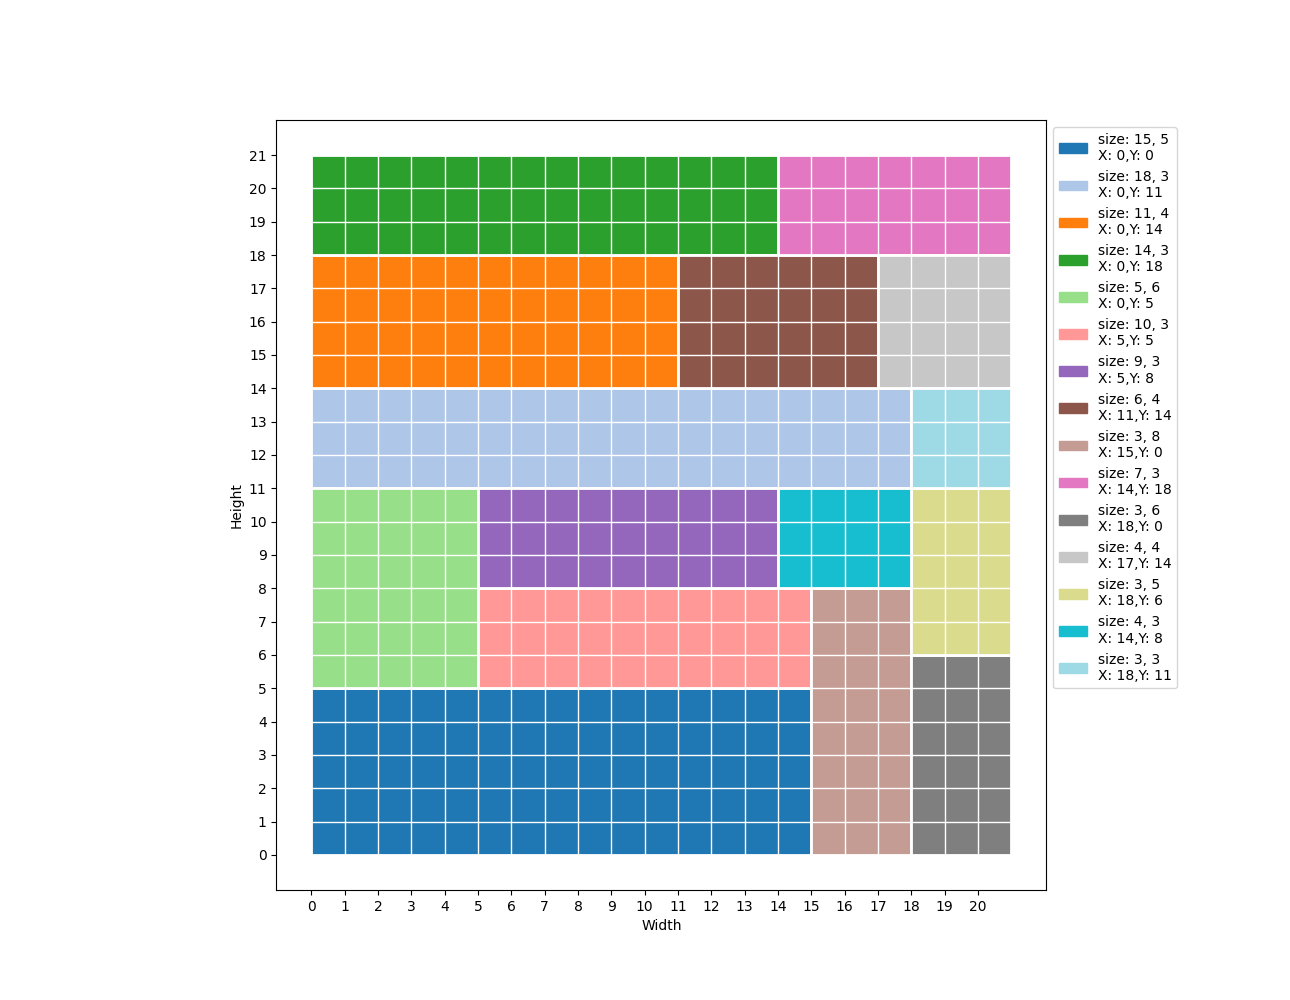 21
20
19
18
17
16
15
14
13
12
11
10
9
8
7
6
5
4
3
2
1
0
Height
0 1 2 3 4 5 6 7 8 9 10 11 12 13 14 15 16 17 18 19 20
Width
size: 15, 5
X: 0,Y: 0
size: 18, 3
X: 0,Y: 11
size: 11, 4
X: 0,Y: 14
size: 14, 3
X: 0,Y: 18
size: 5, 6
X: 0,Y: 5
size: 10, 3
X: 5,Y: 5
size: 9, 3
X: 5,Y: 8
size: 6, 4
X: 11,Y: 14
size: 3, 8
X: 15,Y: 0
size: 7, 3
X: 14,Y: 18
size: 3, 6
X: 18,Y: 0
size: 4, 4
X: 17,Y: 14
size: 3, 5
X: 18,Y: 6
size: 4, 3
X: 14,Y: 8
size: 3, 3
X: 18,Y: 11